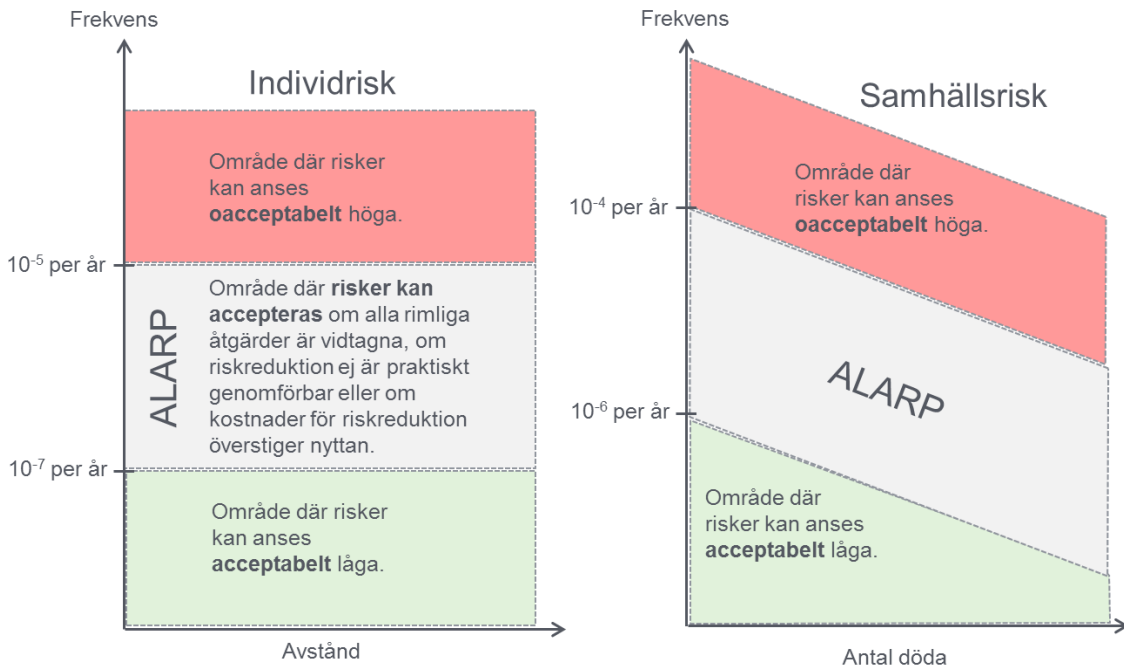 Frekvens
Individrisk
Område där risker
kan anses
oacceptabelt höga.
10⁻⁵ per år
ALARP
Område där risker kan
accepteras om alla rimliga
åtgärder är vidtagna, om
riskreduktion ej är praktiskt
genomförbar eller om
kostnader för riskreduktion
överstiger nyttan.
10⁻⁷ per år
Område där risker
kan anses
acceptabelt låga.
Avstånd
Frekvens
Samhällsrisk
Område där
risker kan anses
oacceptabelt höga.
10⁻⁴ per år
ALARP
10⁻⁶ per år
Område där
risker kan anses
acceptabelt låga.
Antal döda